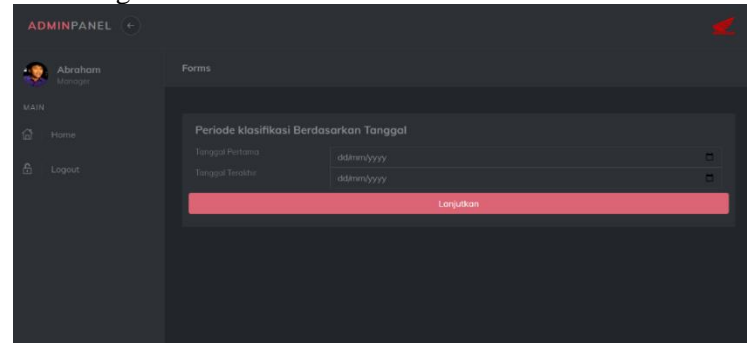 ADMINPANEL
Abraham
Manager
Forms
MAIN
Home
Logout
Periode klasifikasi Berdasarkan Tanggal
Tanggal Pertama
dd/mm/yyyy
Tanggal Terakhir
dd/mm/yyyy
Lanjutkan